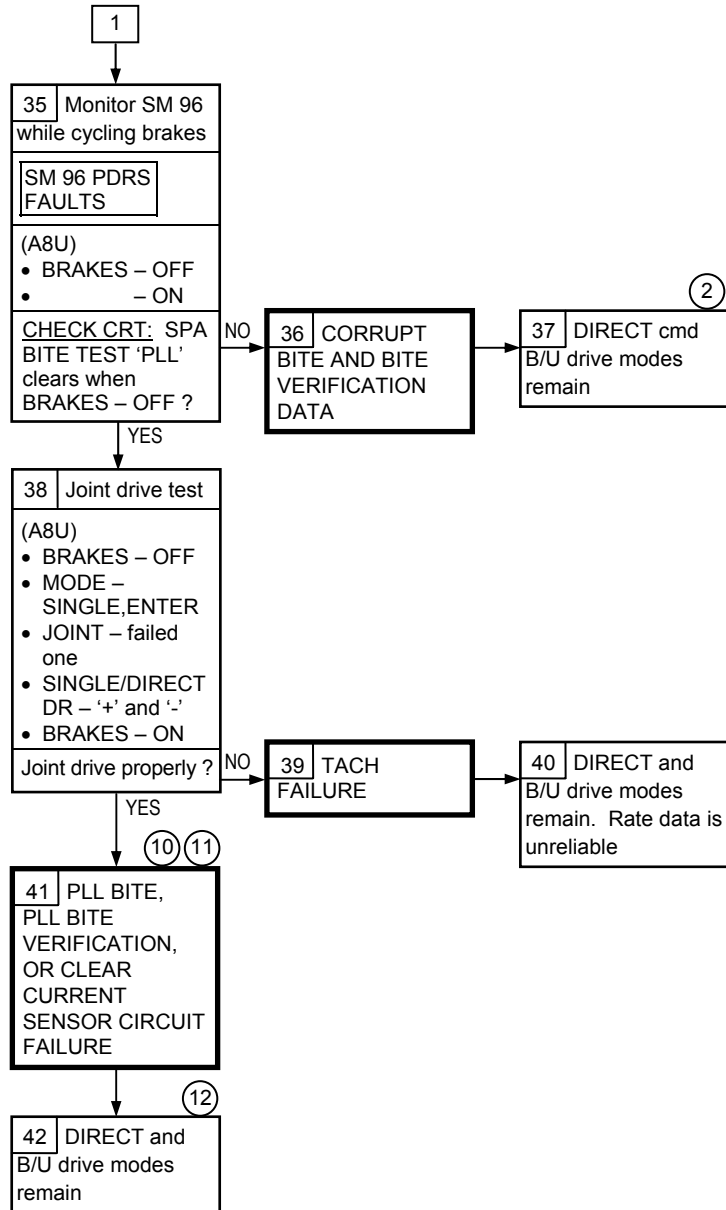 1
35 Monitor SM 96
while cycling brakes
SM 96 PDRS
FAULTS
(A8U)
• BRAKES – OFF
• – ON
CHECK CRT: SPA
BITE TEST ‘PLL’
clears when
BRAKES – OFF ?
NO
36 CORRUPT
BITE AND BITE
VERIFICATION
DATA
2
37 DIRECT cmd
B/U drive modes
remain
YES
38 Joint drive test
(A8U)
• BRAKES – OFF
• MODE –
SINGLE,ENTER
• JOINT – failed
one
• SINGLE/DIRECT
DR – ‘+’ and ‘-’
• BRAKES – ON
Joint drive properly ?
NO
39 TACH
FAILURE
40 DIRECT and
B/U drive modes
remain. Rate data is
unreliable
YES
10 11
41 PLL BITE,
PLL BITE
VERIFICATION,
OR CLEAR
CURRENT
SENSOR CIRCUIT
FAILURE
12
42 DIRECT and
B/U drive modes
remain